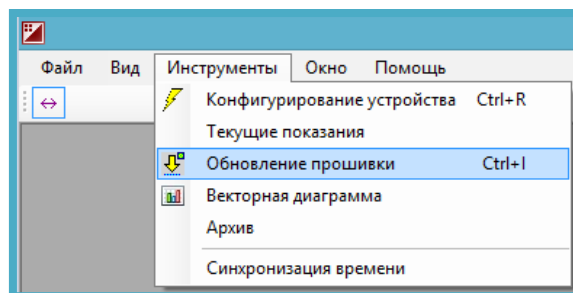 Файл Вид Инструменты Окно Помощь
Конфигурирование устройства Ctrl+R
Текущие показания
Обновление прошивки Ctrl+I
Векторная диаграмма
Архив
Синхронизация времени